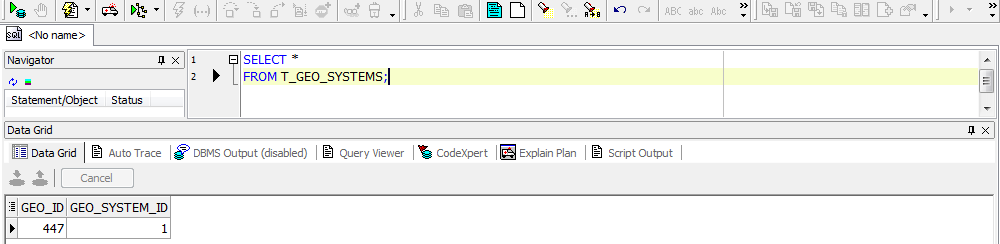 ABC abc Abc
SQL <No name>
Navigator
Statement/Object Status
1 SELECT *
2 FROM T_GEO_SYSTEMS;
Data Grid
Data Grid Auto Trace DBMS Output (disabled) Query Viewer CodeXpert Explain Plan Script Output
Cancel
GEO_ID GEO_SYSTEM_ID
447 1